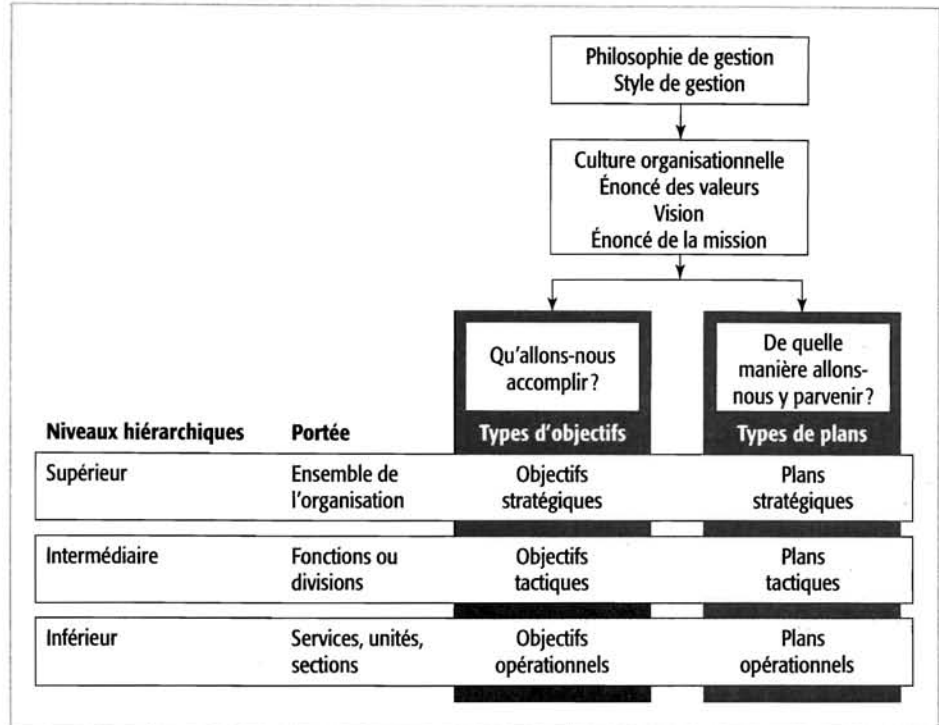 Philosophie de gestion
Style de gestion
Culture organisationnelle
Énoncé des valeurs
Vision
Énoncé de la mission
Qu'allons-nous
accomplir ?
De quelle
manière allons-
nous y parvenir ?
Niveaux hiérarchiques Portée Types d'objectifs Types de plans
Supérieur Ensemble de Objectifs Plans
l'organisation stratégiques stratégiques
Intermédiaire Fonctions ou Objectifs Plans
divisions tactiques tactiques
Inférieur Services, unités, Objectifs Plans
sections opérationnels opérationnels